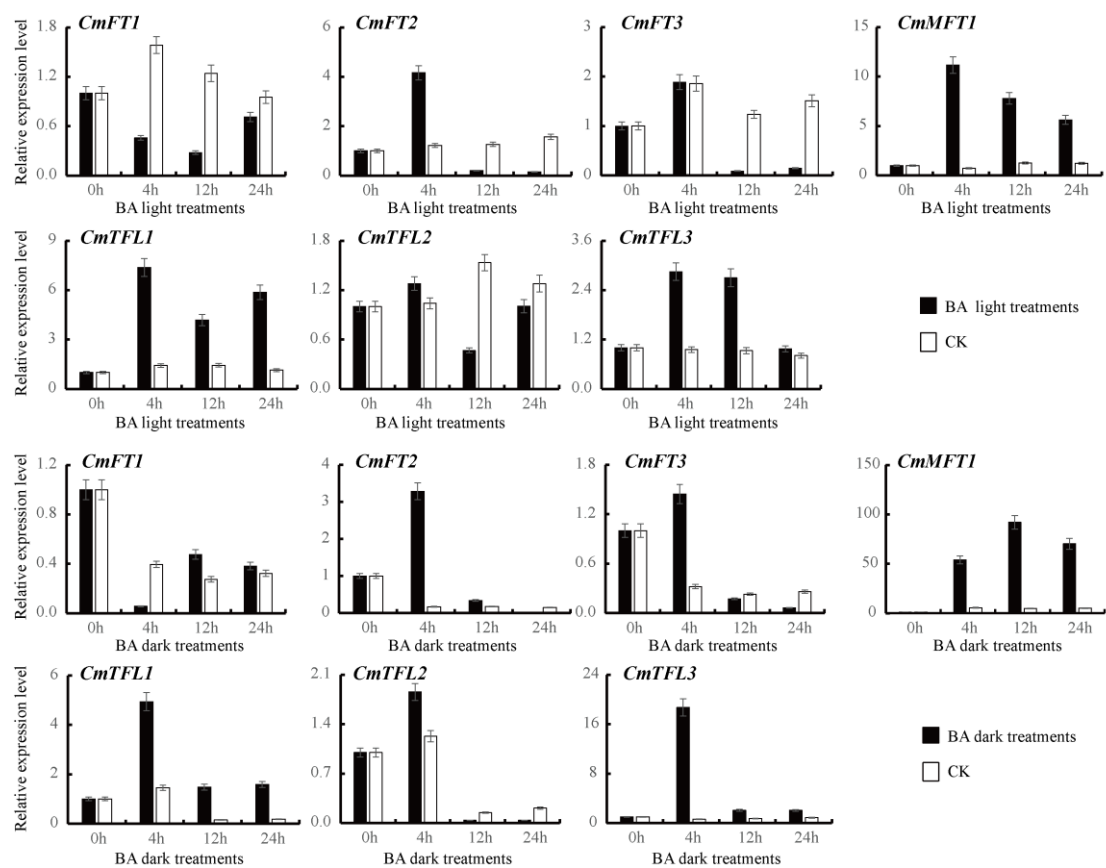 CmFT1 CmFT2 CmFT3 CmMFT1
Relative expression level
1.8 1.2 0.6 0.0
6 4 2 0
3 2 1 0
15 10 5 0
0h 4h 12h 24h 0h 4h 12h 24h 0h 4h 12h 24h 0h 4h 12h 24h
BA light treatments BA light treatments BA light treatments BA light treatments
CmTFL1 CmTFL2 CmTFL3
Relative expression level
9 6 3 0
1.8 1.2 0.6 0.0
3.6 2.4 1.2 0.0
BA light treatments
CK
0h 4h 12h 24h 0h 4h 12h 24h 0h 4h 12h 24h
BA light treatments BA light treatments BA light treatments
CmFT1 CmFT2 CmFT3 CmMFT1
Relative expression level
1.2 0.8 0.4 0.0
4 3 2 1 0
1.8 1.2 0.6 0.0
150 100 50 0
0h 4h 12h 24h 0h 4h 12h 24h 0h 4h 12h 24h 0h 4h 12h 24h
BA dark treatments BA dark treatments BA dark treatments BA dark treatments
CmTFL1 CmTFL2 CmTFL3
Relative expression level
6 4 2 0
2.1 1.4 0.7 0.0
24 16 8 0
BA dark treatments
CK
0h 4h 12h 24h 0h 4h 12h 24h 0h 4h 12h 24h
BA dark treatments BA dark treatments BA dark treatments